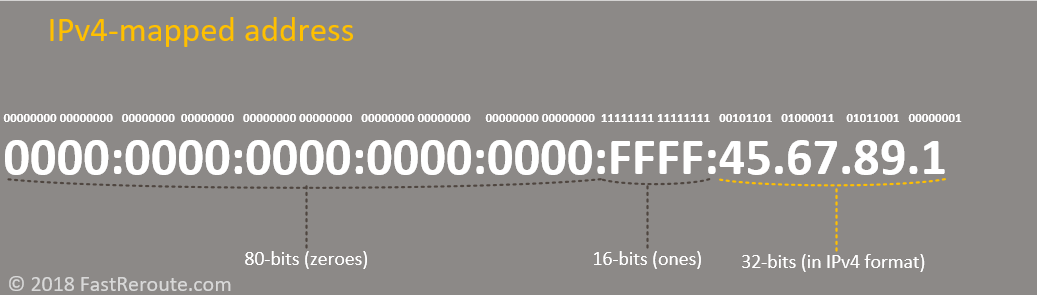 IPv4-mapped address
00000000 00000000 00000000 00000000 00000000 00000000 00000000 00000000 00000000 00000000 11111111 11111111 00101101 01000011 01011001 00000001
0000:0000:0000:0000:0000:FFFF:45.67.89.1
80-bits (zeroes) 16-bits (ones) 32-bits (in IPv4 format)
© 2018 FastReroute.com